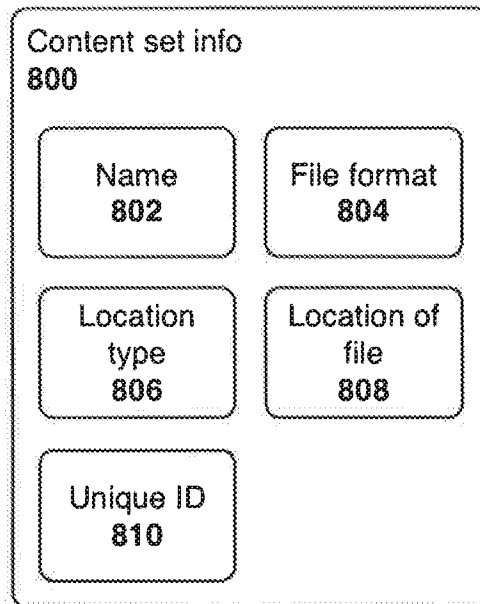 Content set info
800
Name
802
File format
804
Location
type
806
Location of
file
808
Unique ID
810